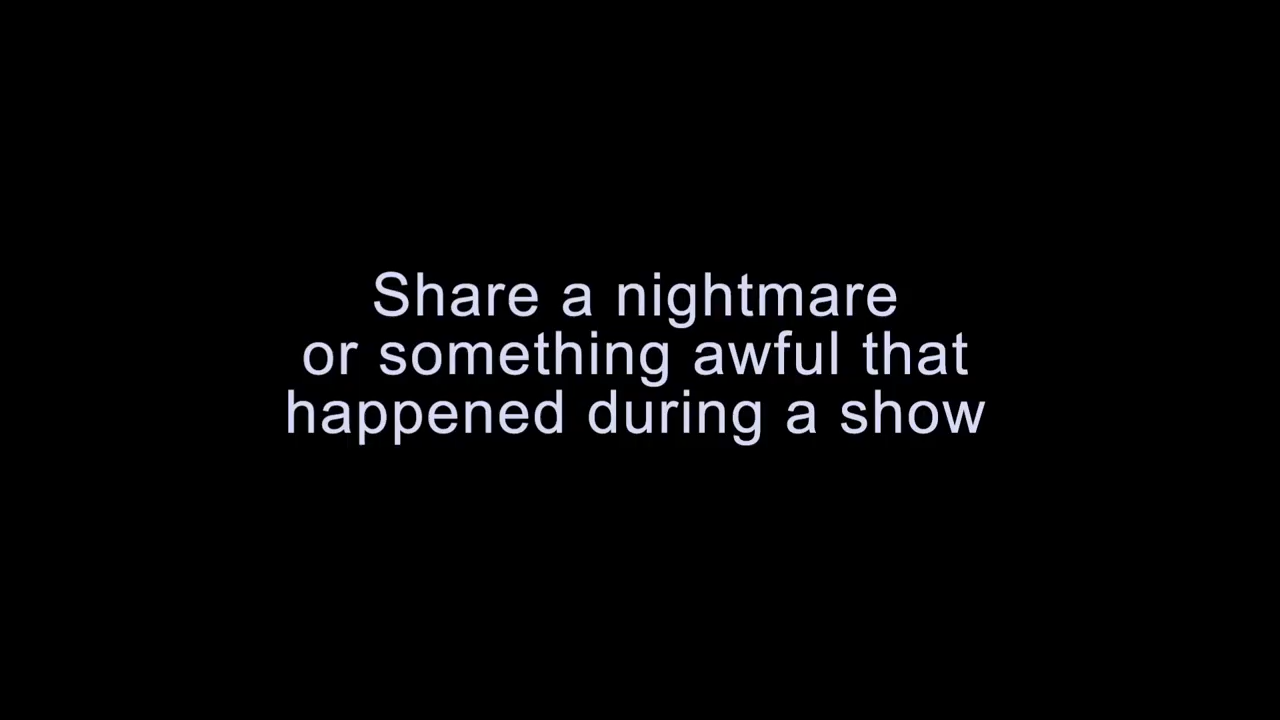 Share a nightmare
or something awful that
happened during a show